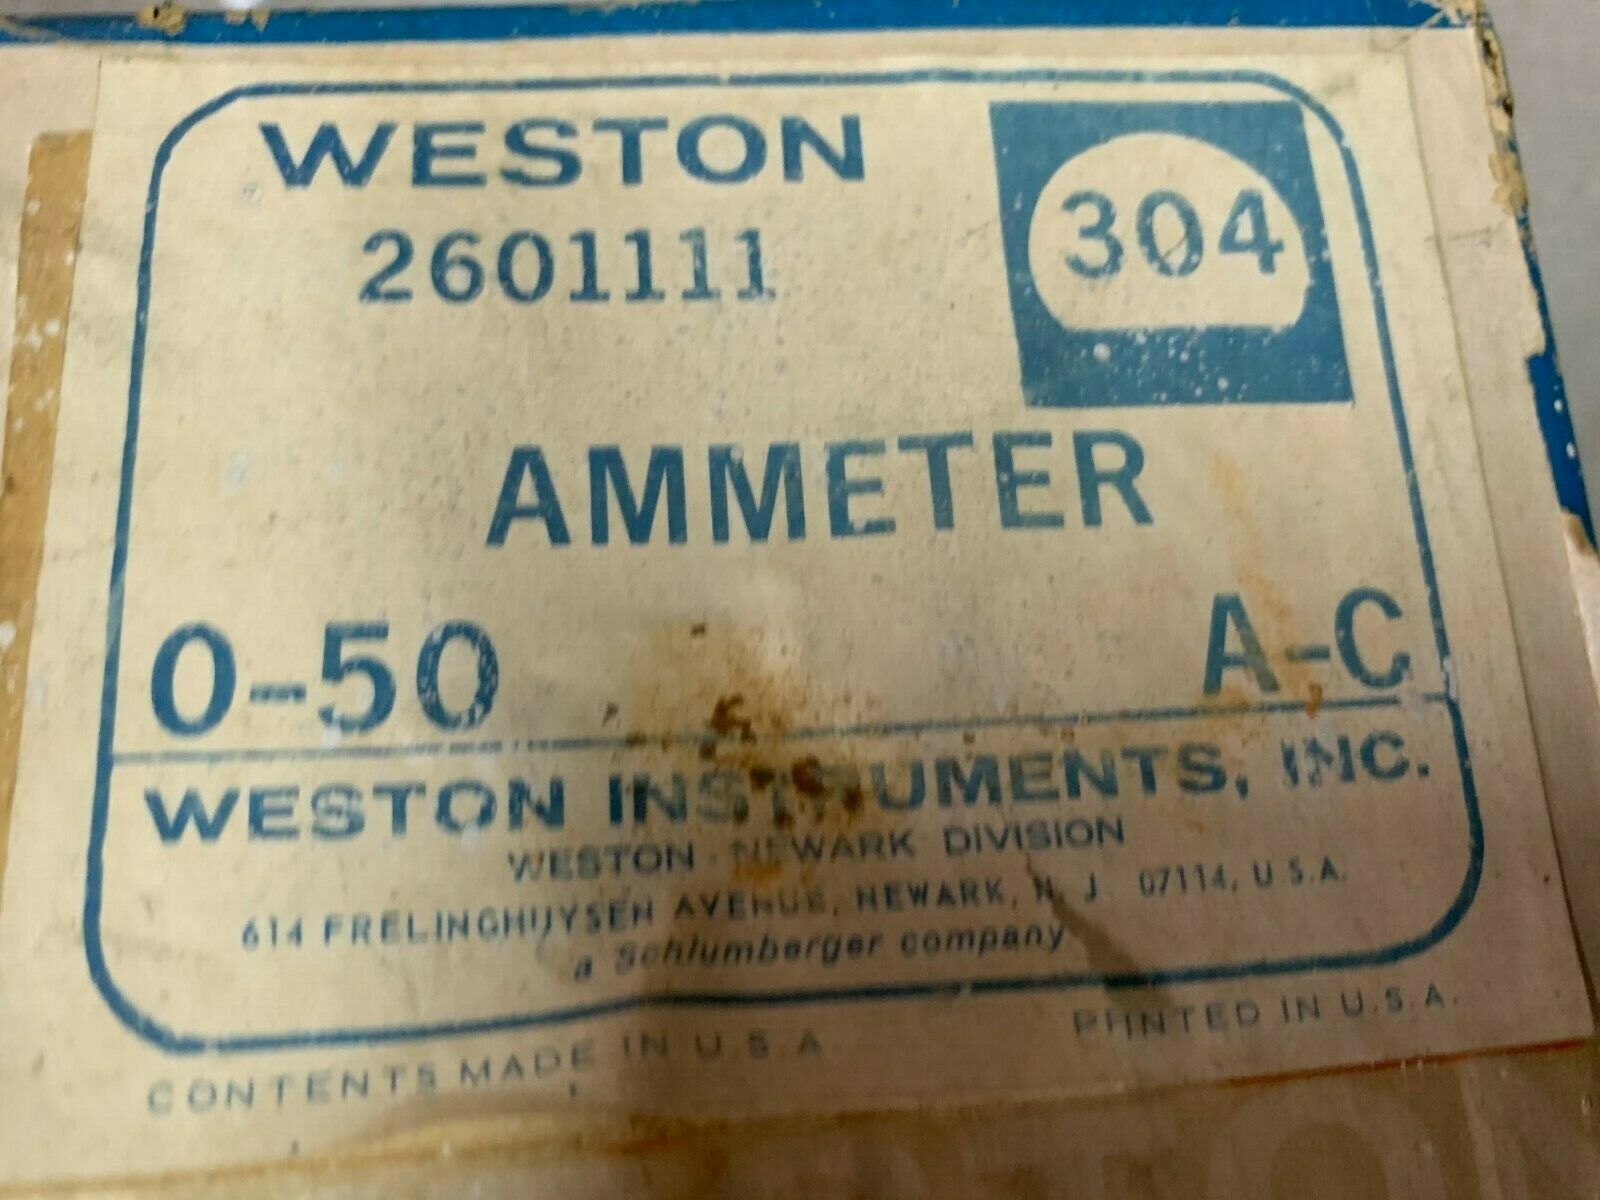 WESTON
304
2601111
AMMETER
0-50 A-C
WESTON INSTRUMENTS, INC.
WESTON - NEWARK DIVISION
614 FRELINGHUYSEN AVENUE, NEWARK, N. J. 07114, U.S.A.
a Schlumberger company
CONTENTS MADE IN U.S.A. PRINTED IN U.S.A.